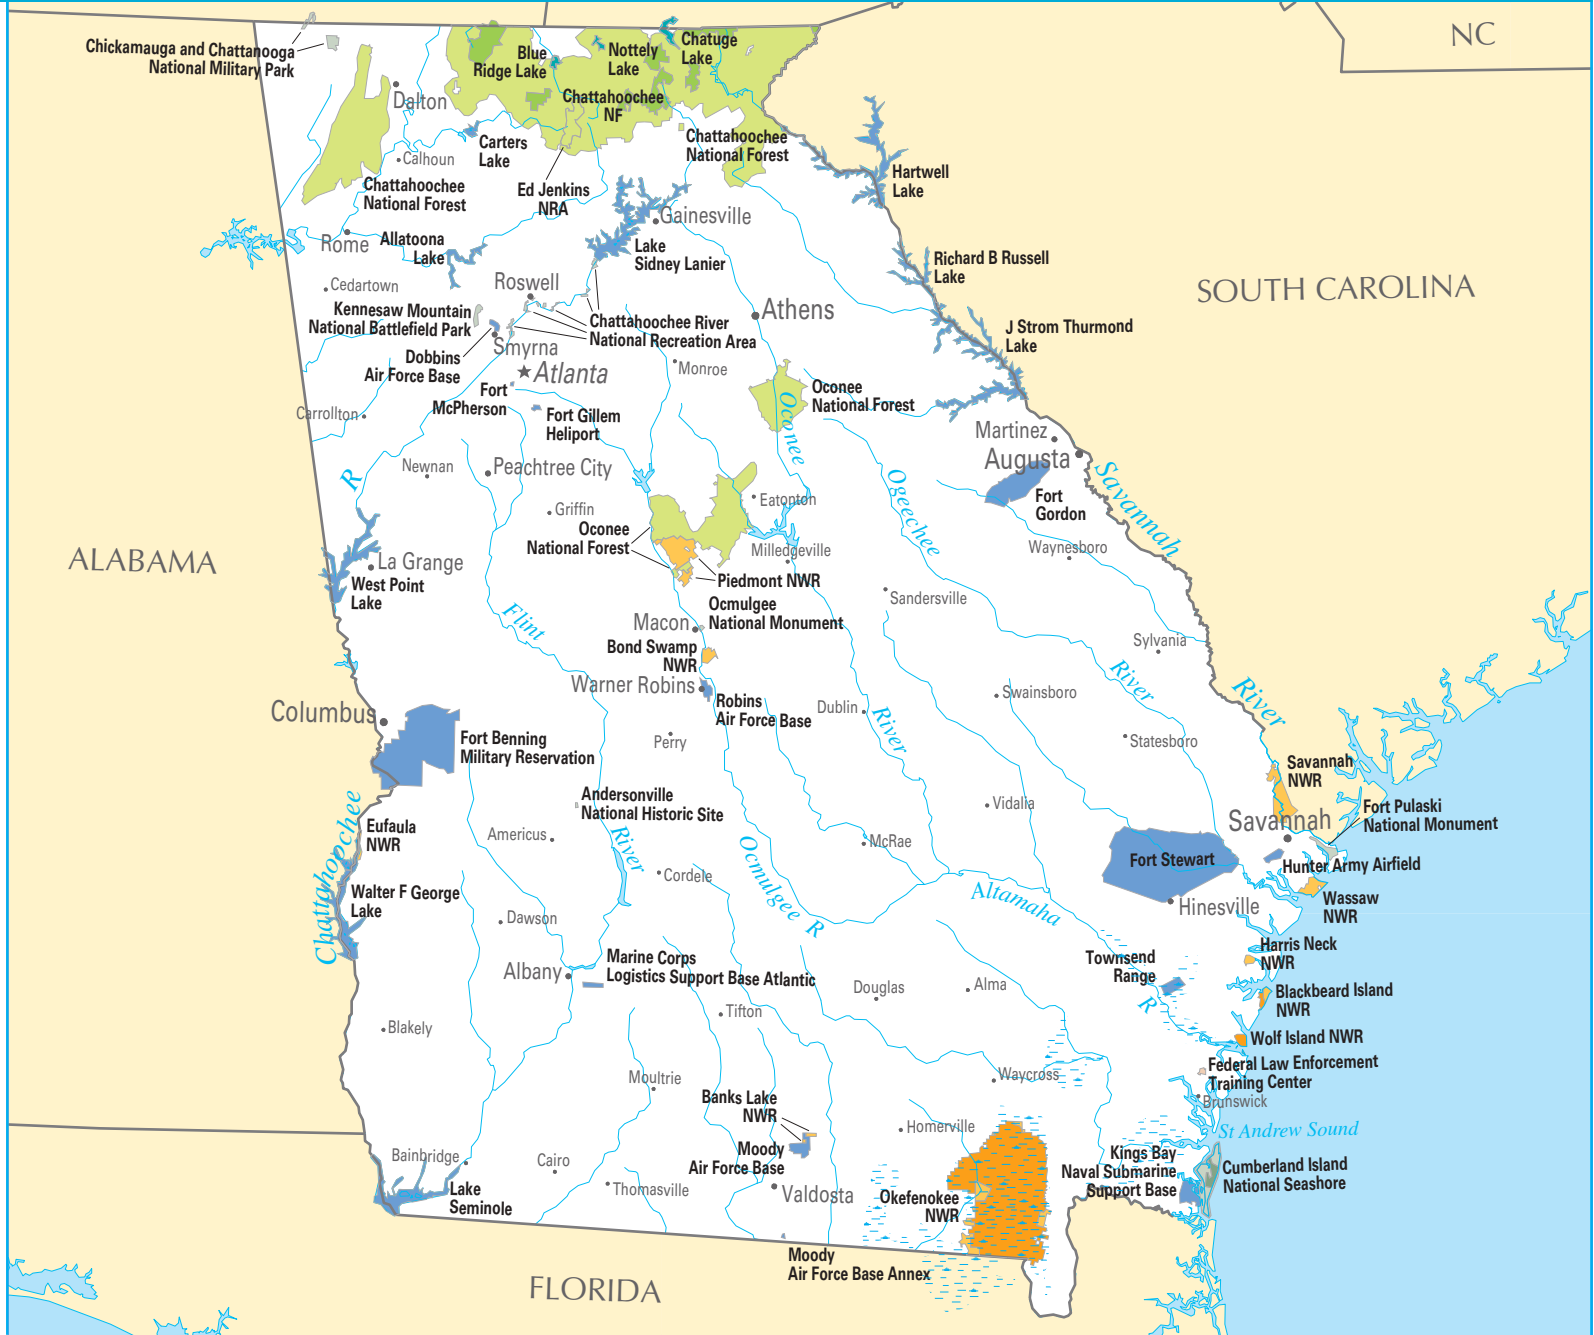 NC
Chickamauga and Chattanooga
National Military Park
Blue
Ridge Lake
Nottely
Lake
Chatuge
Lake
Dalton
Chattahoochee
NF
Carters
Lake
Chattahoochee
National Forest
Calhoun
Hartwell
Lake
Chattahoochee
National Forest
Ed Jenkins
NRA
Gainesville
Rome
Allatoona
Lake
Lake
Sidney Lanier
Richard B Russell
Lake
SOUTH CAROLINA
Cedartown
Roswell
Kennesaw Mountain
National Battlefield Park
Chattahoochee River
National Recreation Area
Athens
J Strom Thurmond
Lake
Smyrna
Dobbins
Air Force Base
Atlanta
Monroe
Fort
McPherson
Oconee
National Forest
Oconee
Carrollton
Fort Gillem
Heliport
Martinez
Augusta
Newnan
Peachtree City
R
Ogeechee
Savannah
Fort
Gordon
Eatonton
Griffin
Oconee
National Forest
Milledgeville
Waynesboro
ALABAMA
La Grange
West Point
Lake
Piedmont NWR
Sandersville
Ocmulgee
National Monument
Flint
Macon
Sylvania
Bond Swamp
NWR
Warner Robins
River
River
Robins
Air Force Base
Swainsboro
Dublin
River
Columbus
Fort Benning
Military Reservation
Perry
Statesboro
Savannah
NWR
Andersonville
National Historic Site
Vidalia
Fort Pulaski
National Monument
Savannah
Chattahoochee
Eufaula
NWR
Americus
River
McRae
Ocmulgee R
Fort Stewart
Hunter Army Airfield
Cordele
Walter F George
Lake
Altamaha
Hinesville
Wassaw
NWR
Dawson
Harris Neck
NWR
Albany
Marine Corps
Logistics Support Base Atlantic
Townsend
Range
Douglas
Alma
R
Blackbeard Island
NWR
Tifton
Blakely
Wolf Island NWR
Federal Law Enforcement
Training Center
Moultrie
Waycross
Brunswick
Banks Lake
NWR
Homerville
St Andrew Sound
Moody
Air Force Base
Kings Bay
Naval Submarine
Support Base
Cumberland Island
National Seashore
Bainbridge
Cairo
Lake
Seminole
Thomasville
Valdosta
Okefenokee
NWR
Moody
Air Force Base Annex
FLORIDA